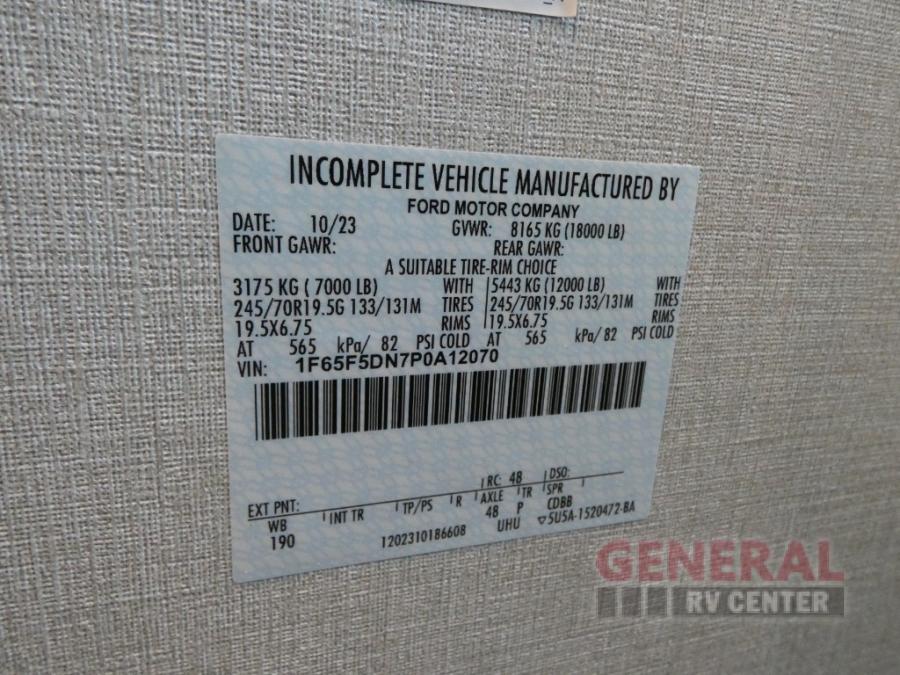 INCOMPLETE VEHICLE MANUFACTURED BY
FORD MOTOR COMPANY
DATE: 10/23 GVWR: 8165 KG (18000 LB)
FRONT GAWR: REAR GAWR:
A SUITABLE TIRE-RIM CHOICE
3175 KG ( 7000 LB) WITH 5443 KG (12000 LB) WITH
245/70R19.5G 133/131M TIRES 245/70R19.5G 133/131M TIRES
19.5X6.75 RIMS 19.5X6.75 RIMS
AT 565 kPa/ 82 PSI COLD AT 565 kPa/ 82 PSI COLD
VIN: 1F65F5DN7P0A12070
RC: 48 DSO:
EXT PNT: 
WB INT TR TP/PS R AXLE TR SPR
190 48 P CDBB
1202310186608 UHU 5U5A-1520472-BA
GENERAL
RV CENTER